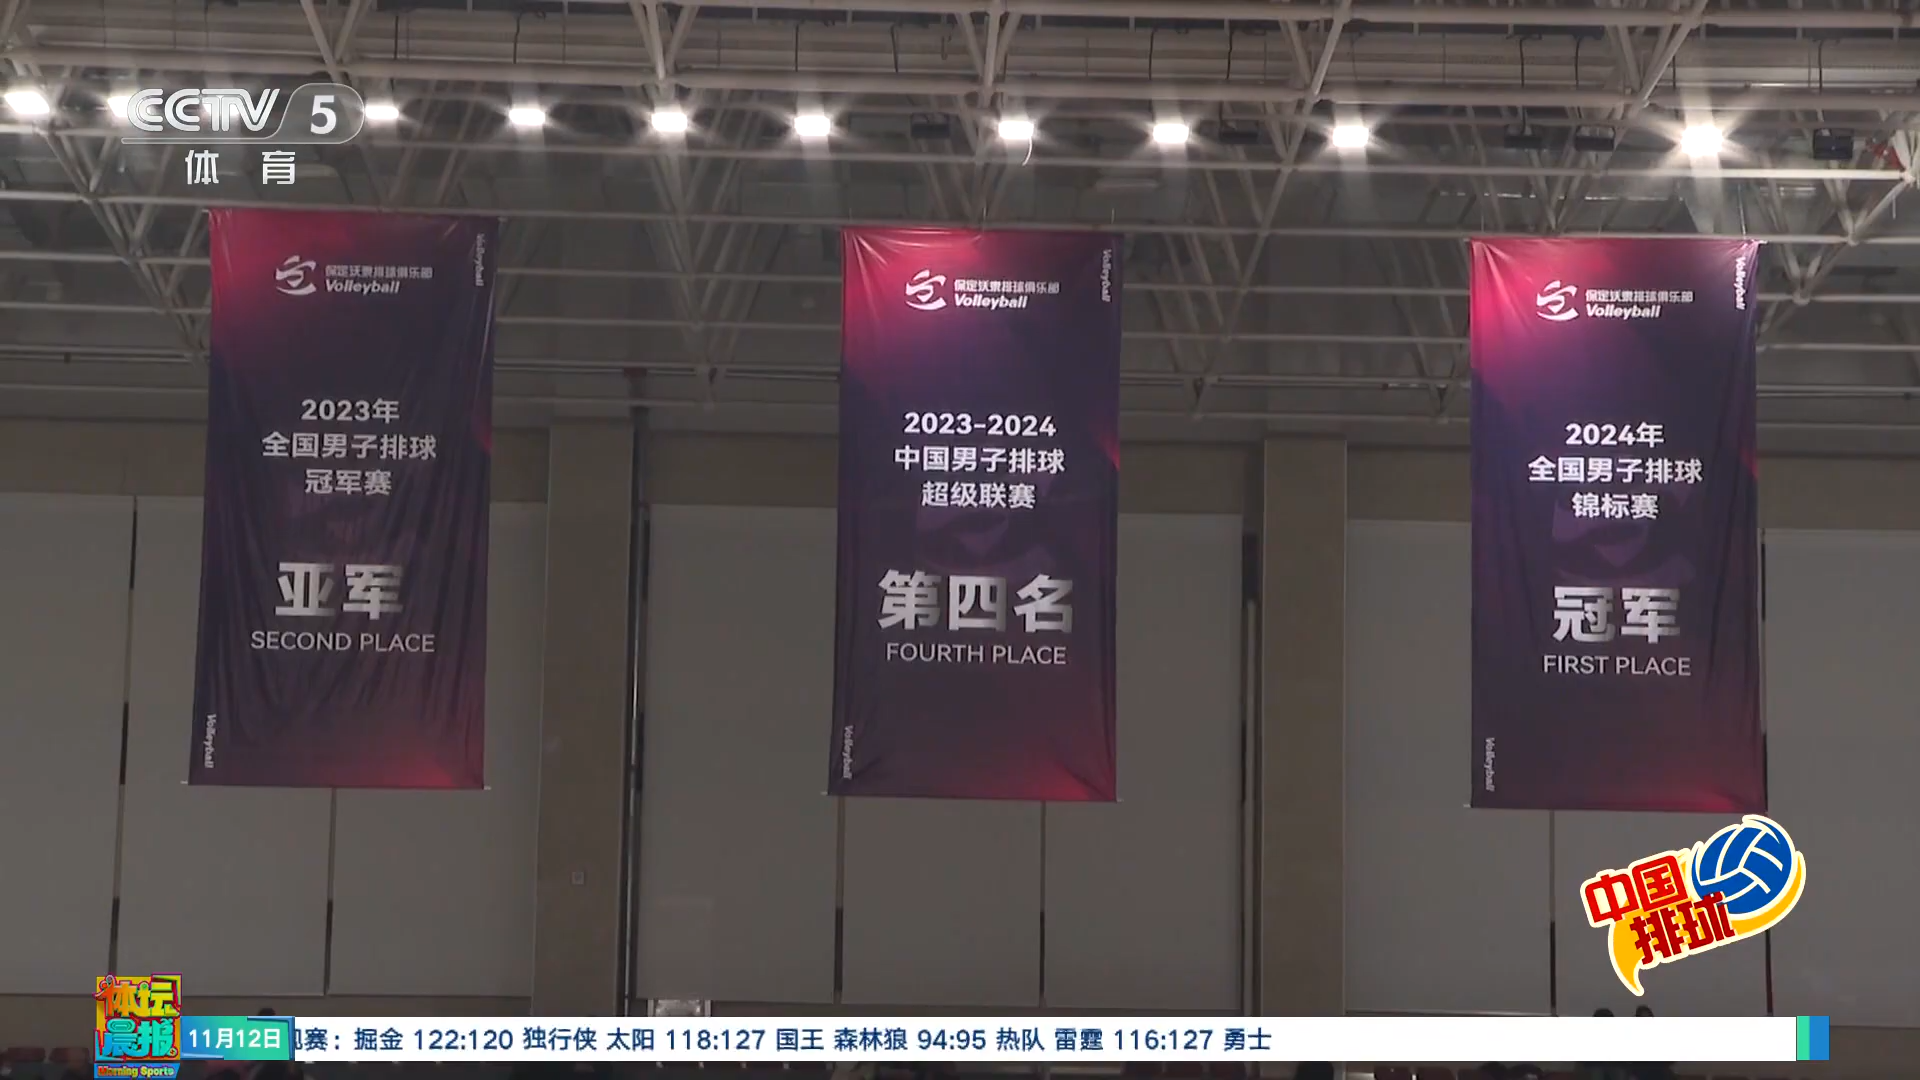 CCTV 5
体 育
保定沃隶排球俱乐部
Volleyball
Volleyball
2023年
全国男子排球
冠军赛
亚军
SECOND PLACE
Volleyball
保定沃隶排球俱乐部
Volleyball
Volleyball
2023-2024
中国男子排球
超级联赛
第四名
FOURTH PLACE
Volleyball
保定沃隶排球俱乐部
Volleyball
Volleyball
2024年
全国男子排球
锦标赛
冠军
FIRST PLACE
Volleyball
中国
排球
体坛
晨报
Morning Sports
11月12日
赛：掘金 122:120 独行侠 太阳 118:127 国王 森林狼 94:95 热队 雷霆 116:127 勇士